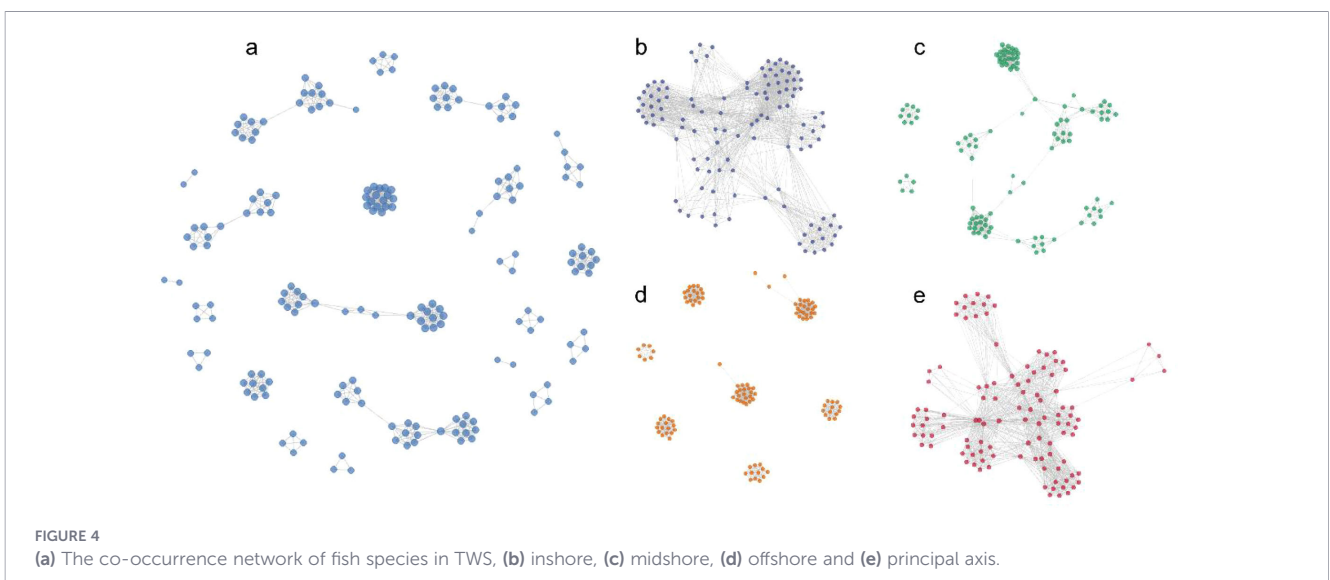 a
b
c
d
e
FIGURE 4
(a) The co-occurrence network of fish species in TWS, (b) inshore, (c) midshore, (d) offshore and (e) principal axis.